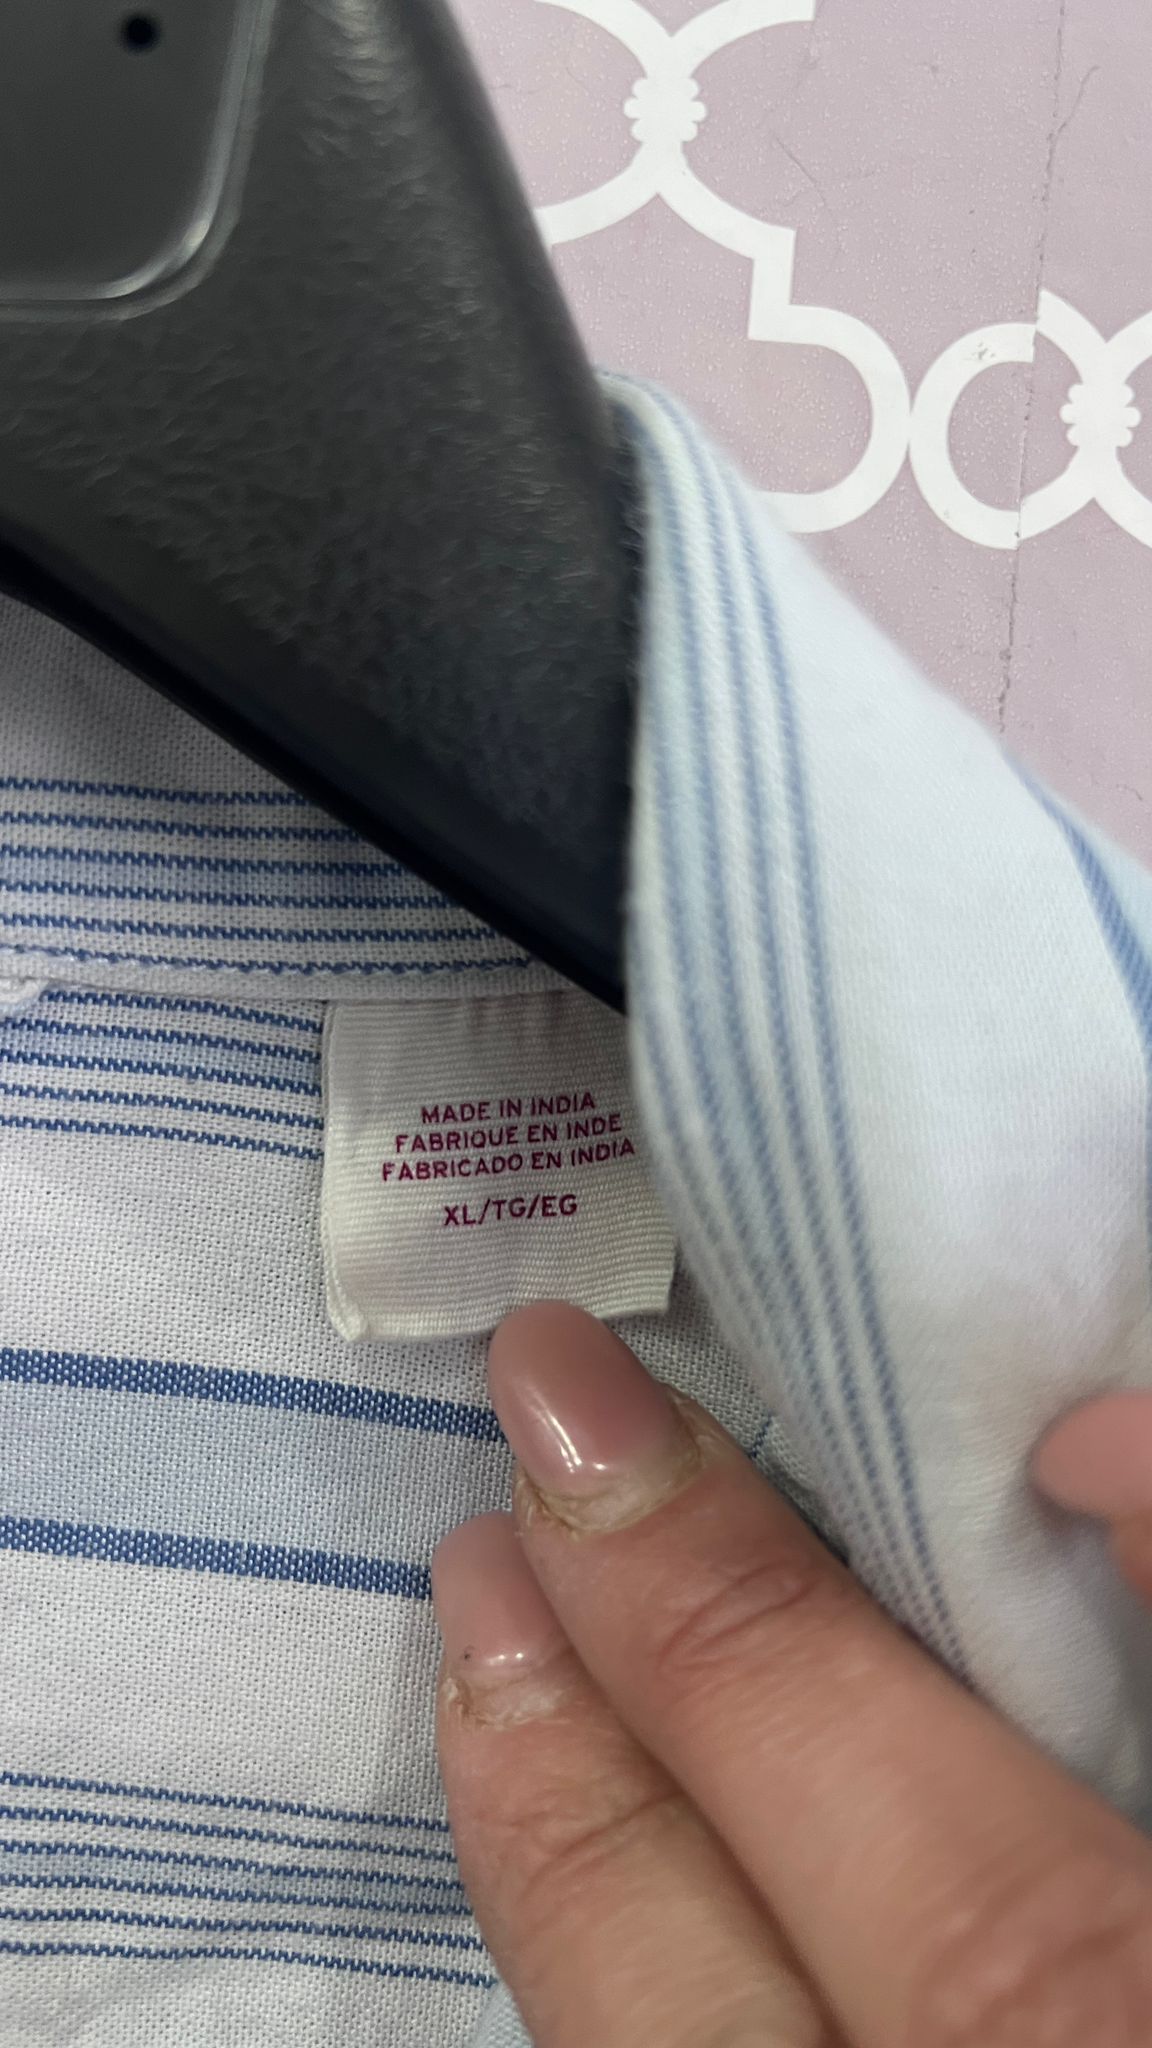 MADE IN INDIA
FABRIQUE EN INDE
FABRICADO EN INDIA
XL/TG/EG